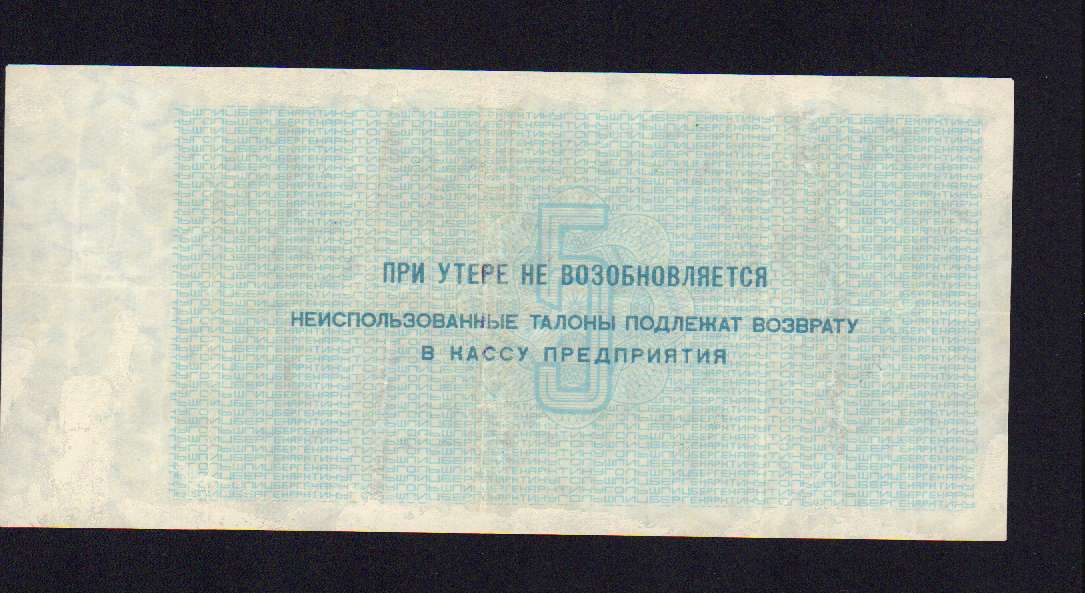 5
ПРИ УТЕРЕ НЕ ВОЗОБНОВЛЯЕТСЯ
НЕИСПОЛЬЗОВАННЫЕ ТАЛОНЫ ПОДЛЕЖАТ ВОЗВРАТУ
В КАССУ ПРЕДПРИЯТИЯ